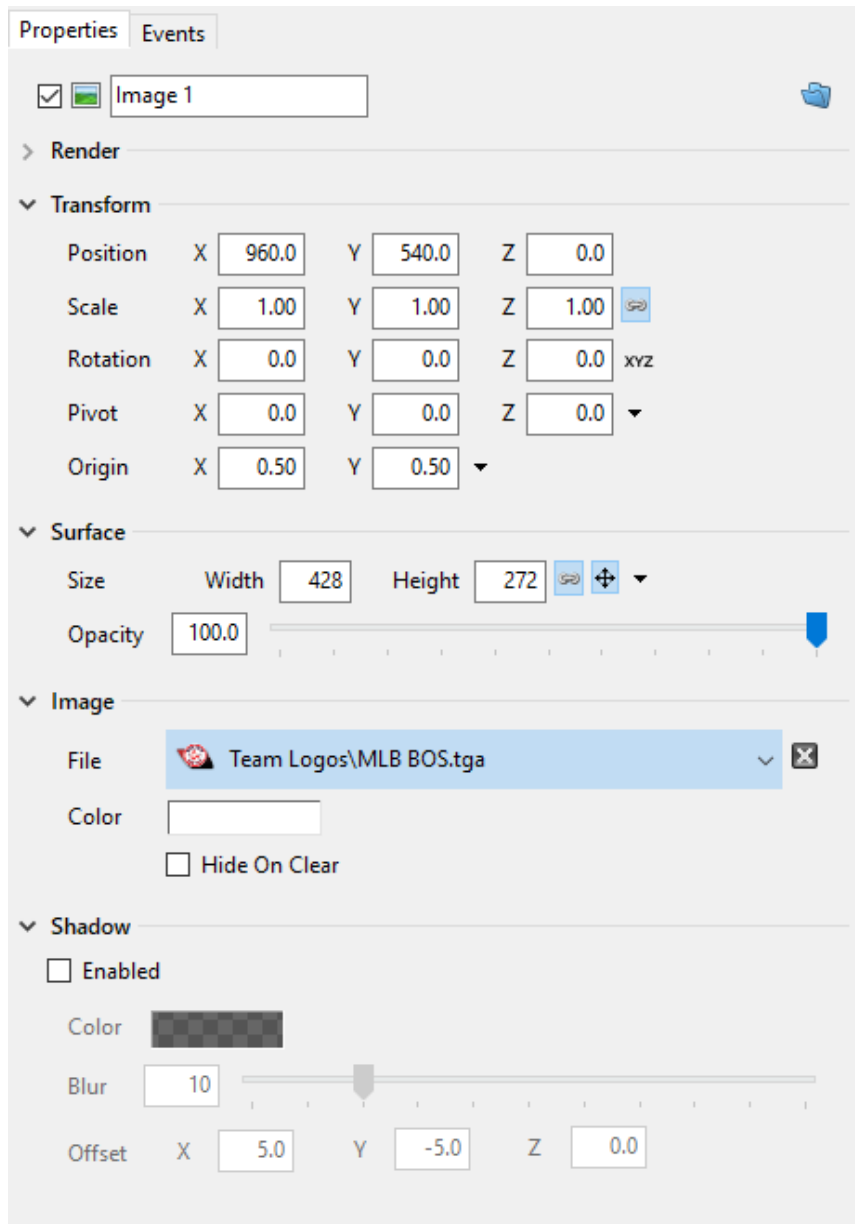 Properties Events
Image 1
Render
Transform
Position X 960.0 Y 540.0 Z 0.0
Scale X 1.00 Y 1.00 Z 1.00
Rotation X 0.0 Y 0.0 Z 0.0 XYZ
Pivot X 0.0 Y 0.0 Z 0.0
Origin X 0.50 Y 0.50
Surface
Size Width 428 Height 272
Opacity 100.0
Image
File Team Logos\MLB BOS.tga
Color
Hide On Clear
Shadow
Enabled
Color
Blur 10
Offset X 5.0 Y -5.0 Z 0.0